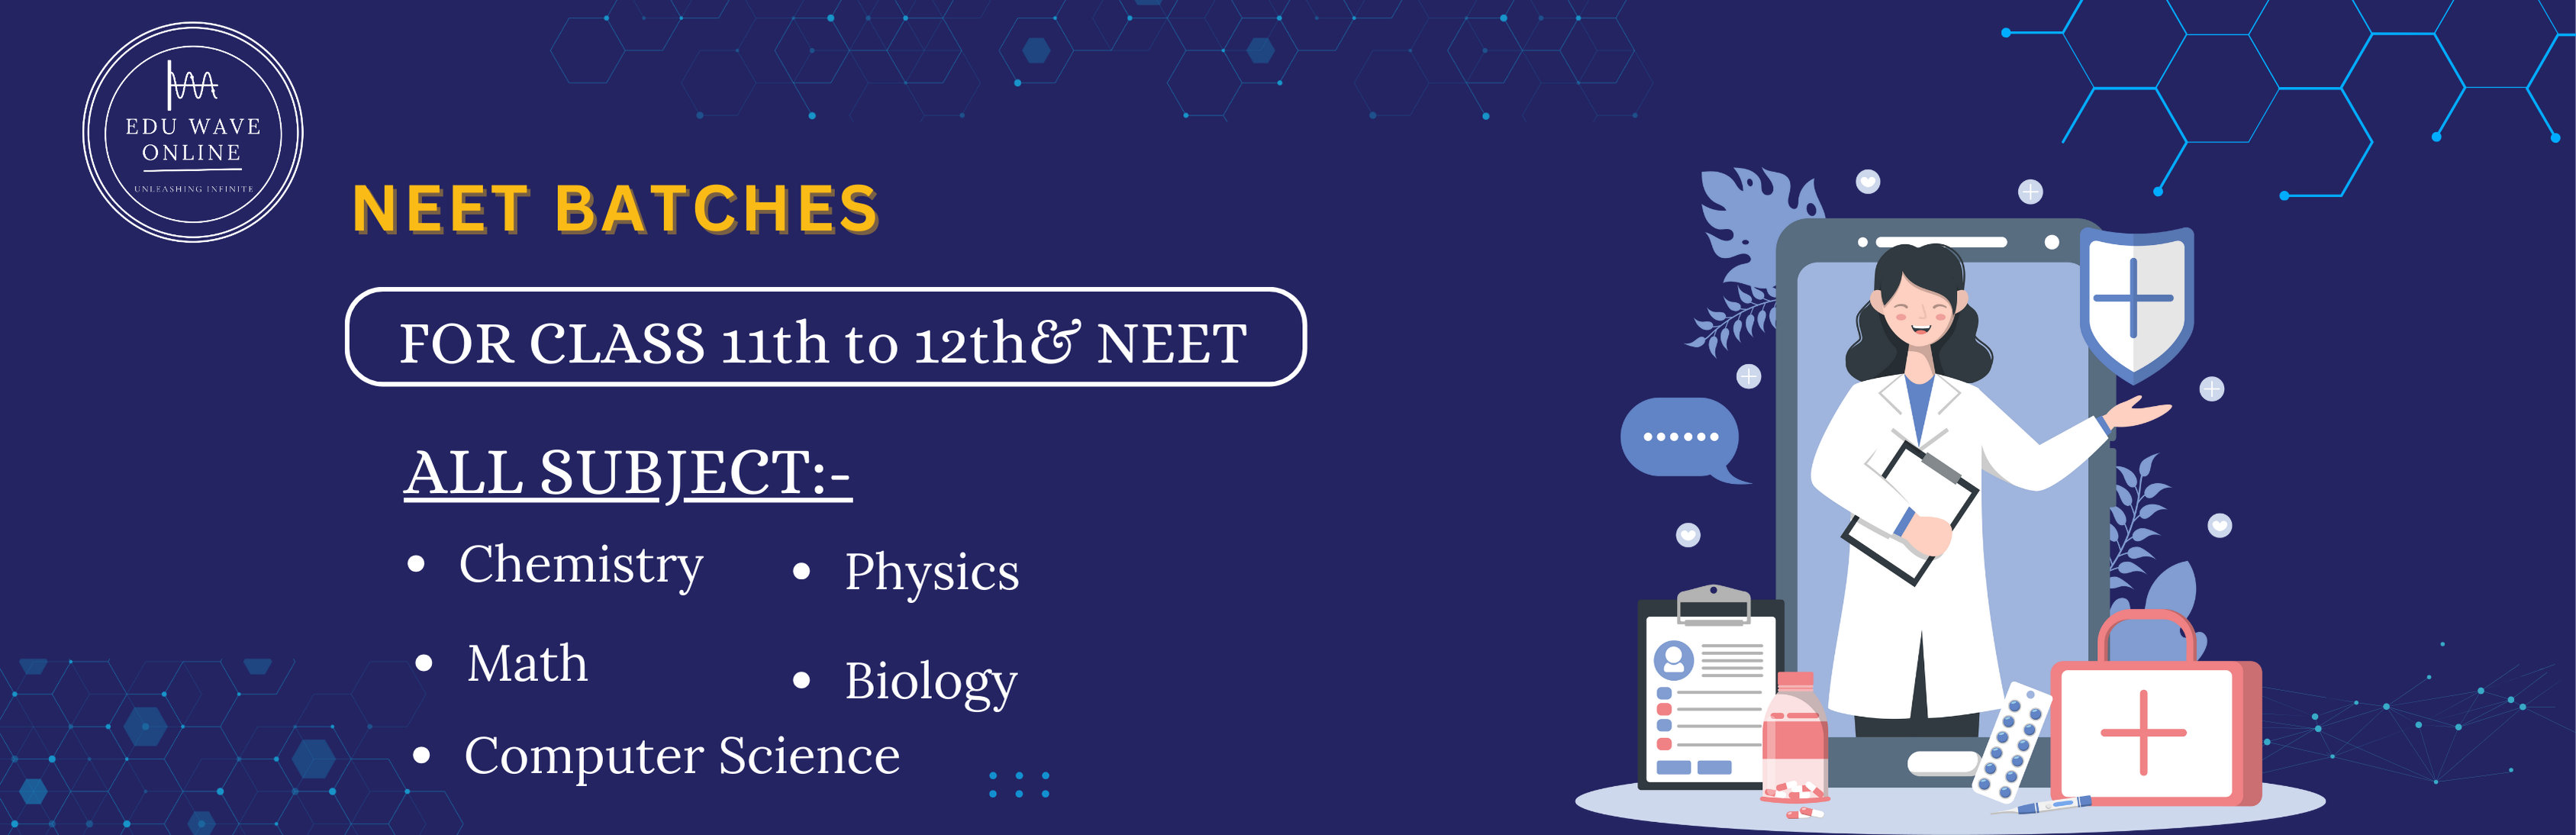 EDU WAVE
ONLINE
UNLEASHING INFINITE
NEET BATCHES
FOR CLASS 11th to 12th& NEET
ALL SUBJECT:-
• Chemistry
• Physics
• Math
• Biology
• Computer Science